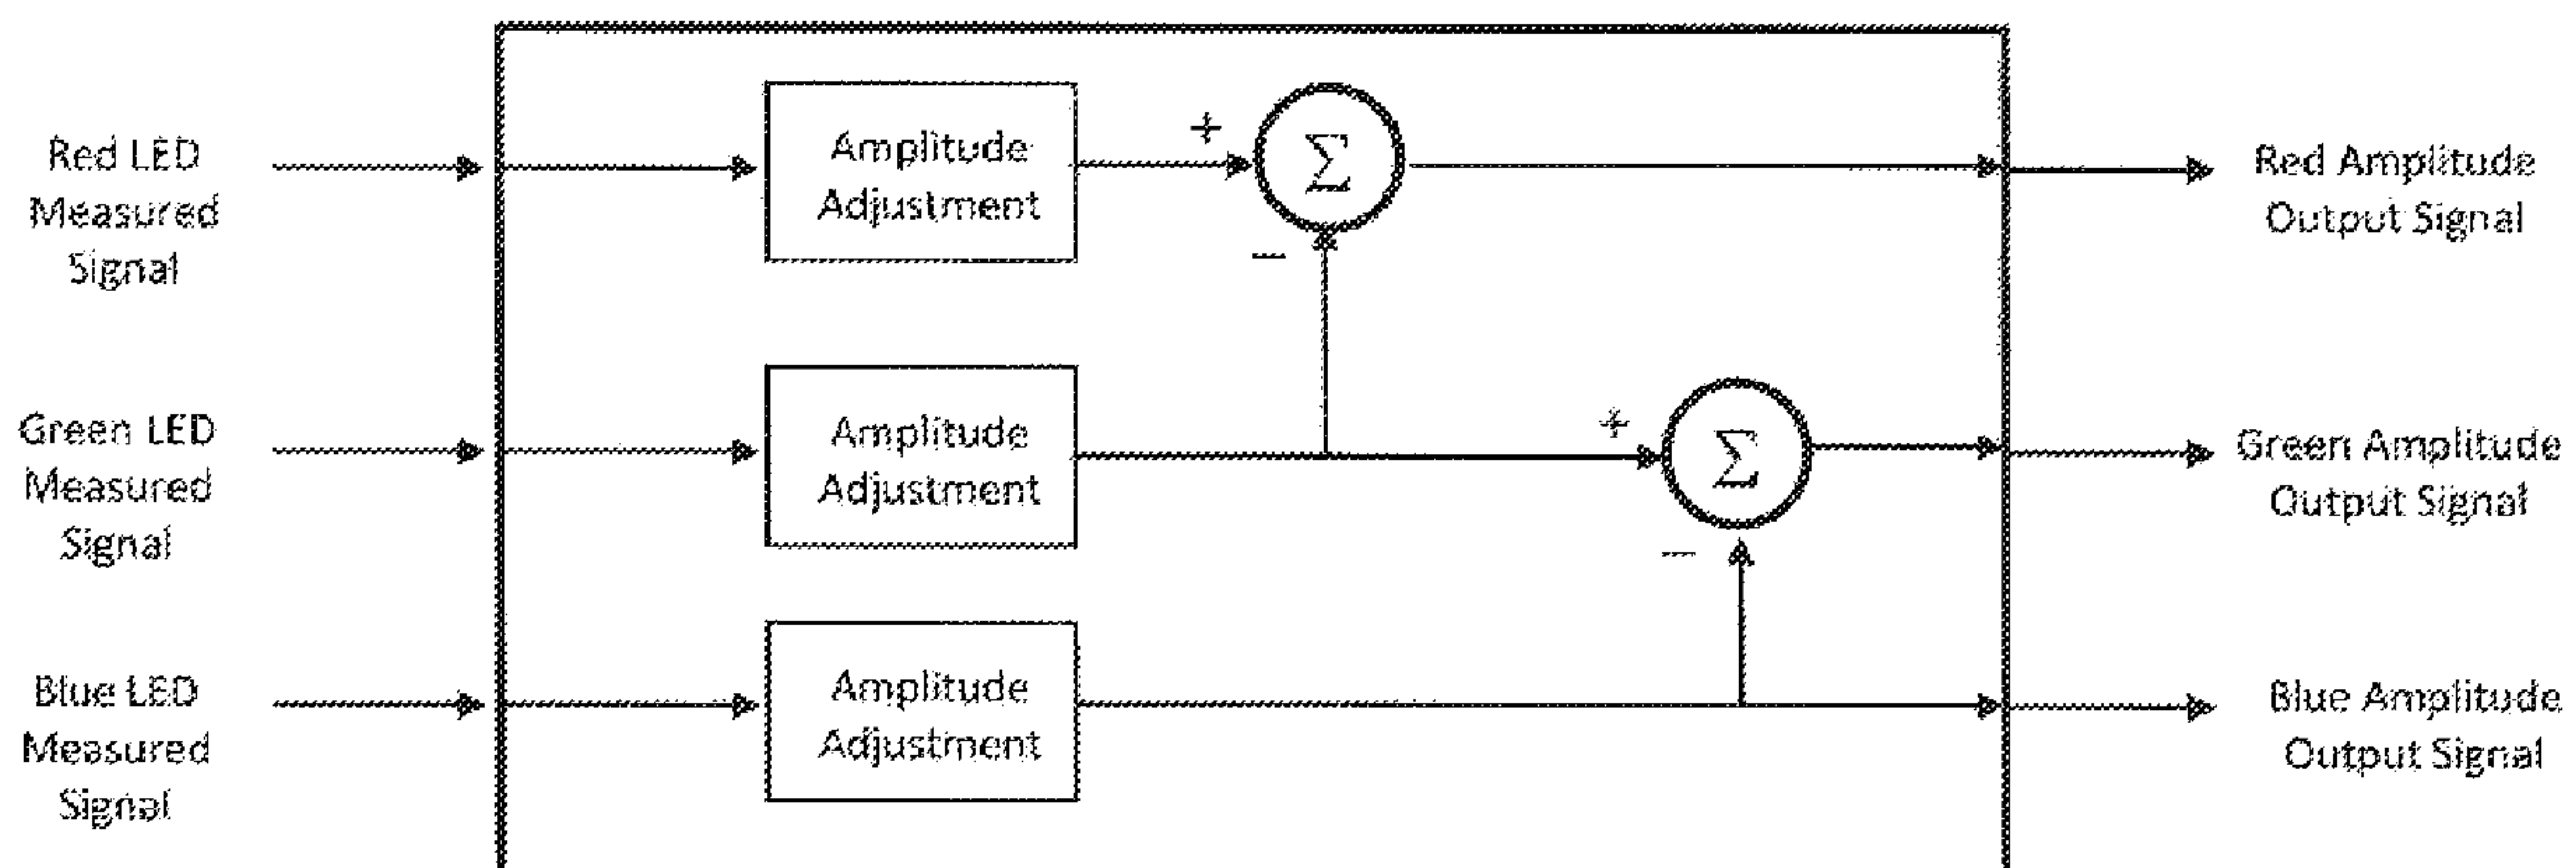 Red LED
Measured
Signal
Amplitude
Adjustment
+
Σ
−
Red Amplitude
Output Signal
Green LED
Measured
Signal
Amplitude
Adjustment
+
Σ
−
Green Amplitude
Output Signal
Blue LED
Measured
Signal
Amplitude
Adjustment
Blue Amplitude
Output Signal